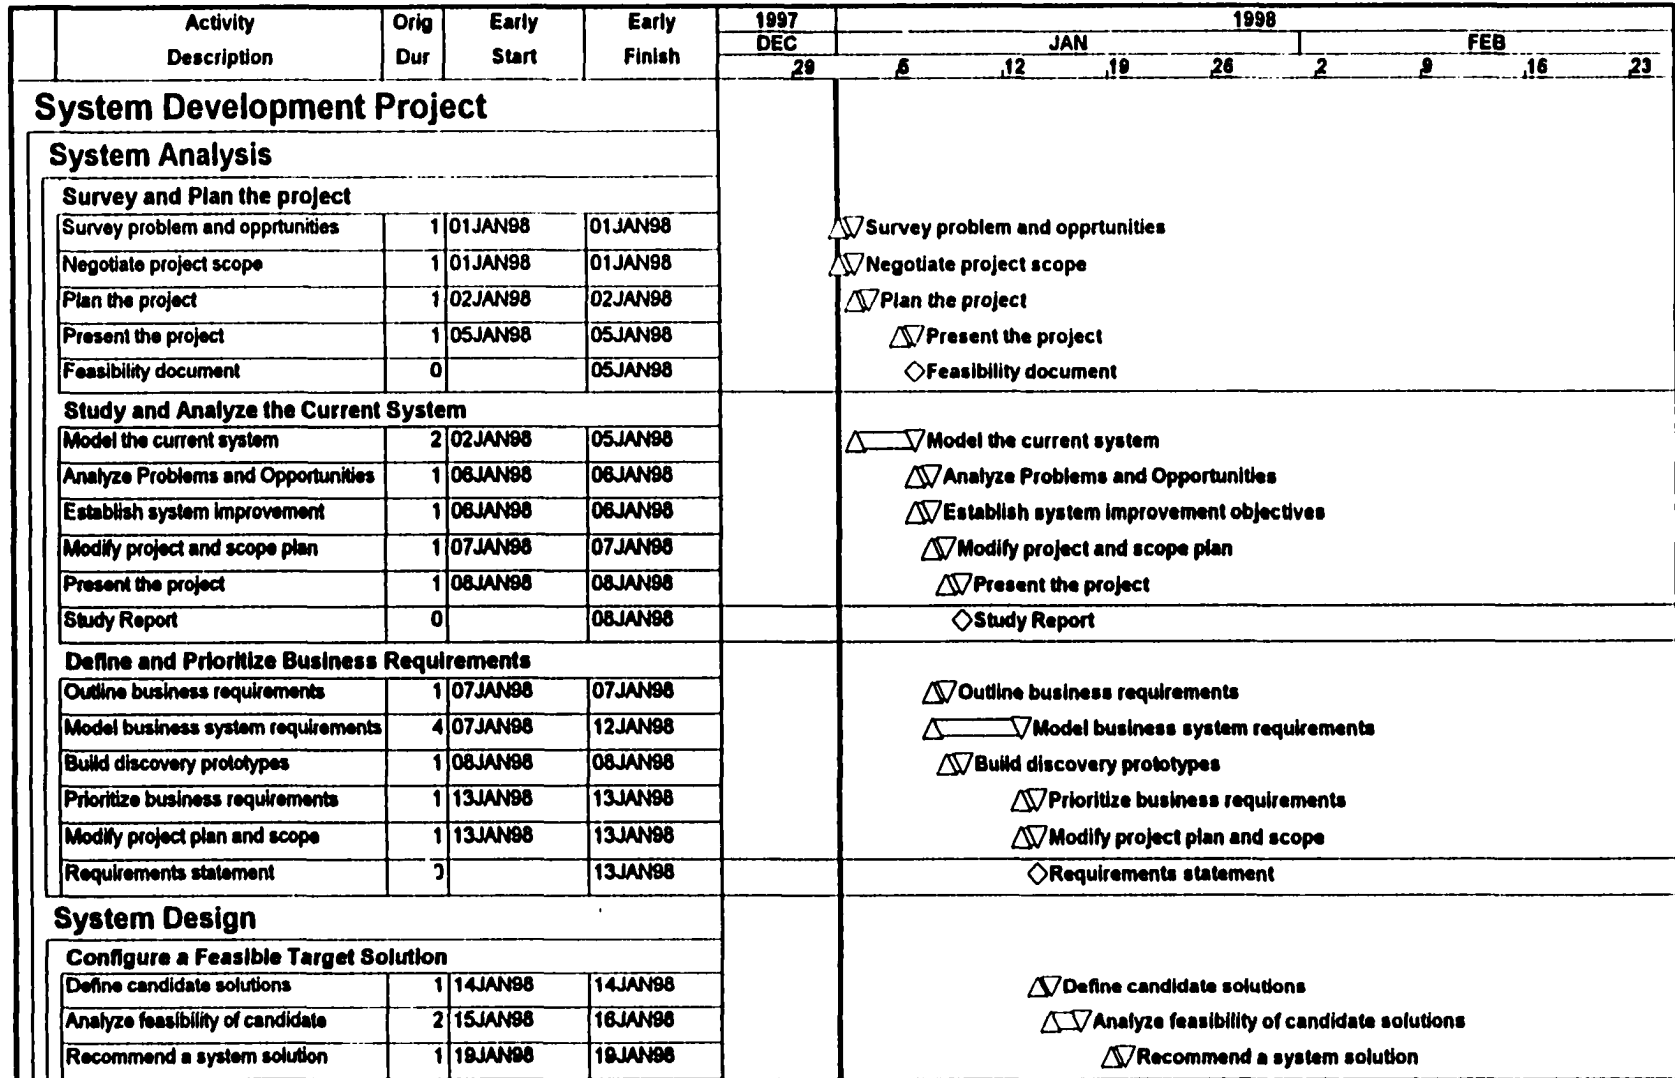 Activity Description Orig Dur Early Start Early Finish 1997 1998
DEC JAN FEB
29 5 12 19 26 2 9 16 23
System Development Project
System Analysis
Survey and Plan the project
Survey problem and opprtunities 1 01JAN98 01JAN98 Survey problem and opprtunities
Negotiate project scope 1 01JAN98 01JAN98 Negotiate project scope
Plan the project 1 02JAN98 02JAN98 Plan the project
Present the project 1 05JAN98 05JAN98 Present the project
Feasibility document 0 05JAN98 Feasibility document
Study and Analyze the Current System
Model the current system 2 02JAN98 05JAN98 Model the current system
Analyze Problems and Opportunities 1 06JAN98 06JAN98 Analyze Problems and Opportunities
Establish system improvement 1 06JAN98 06JAN98 Establish system improvement objectives
Modify project and scope plan 1 07JAN98 07JAN98 Modify project and scope plan
Present the project 1 08JAN98 08JAN98 Present the project
Study Report 0 08JAN98 Study Report
Define and Prioritize Business Requirements
Outline business requirements 1 07JAN98 07JAN98 Outline business requirements
Model business system requirements 4 07JAN98 12JAN98 Model business system requirements
Build discovery prototypes 1 08JAN98 08JAN98 Build discovery prototypes
Prioritize business requirements 1 13JAN98 13JAN98 Prioritize business requirements
Modify project plan and scope 1 13JAN98 13JAN98 Modify project plan and scope
Requirements statement 0 13JAN98 Requirements statement
System Design
Configure a Feasible Target Solution
Define candidate solutions 1 14JAN98 14JAN98 Define candidate solutions
Analyze feasibility of candidate 2 15JAN98 16JAN98 Analyze feasibility of candidate solutions
Recommend a system solution 1 19JAN98 19JAN98 Recommend a system solution